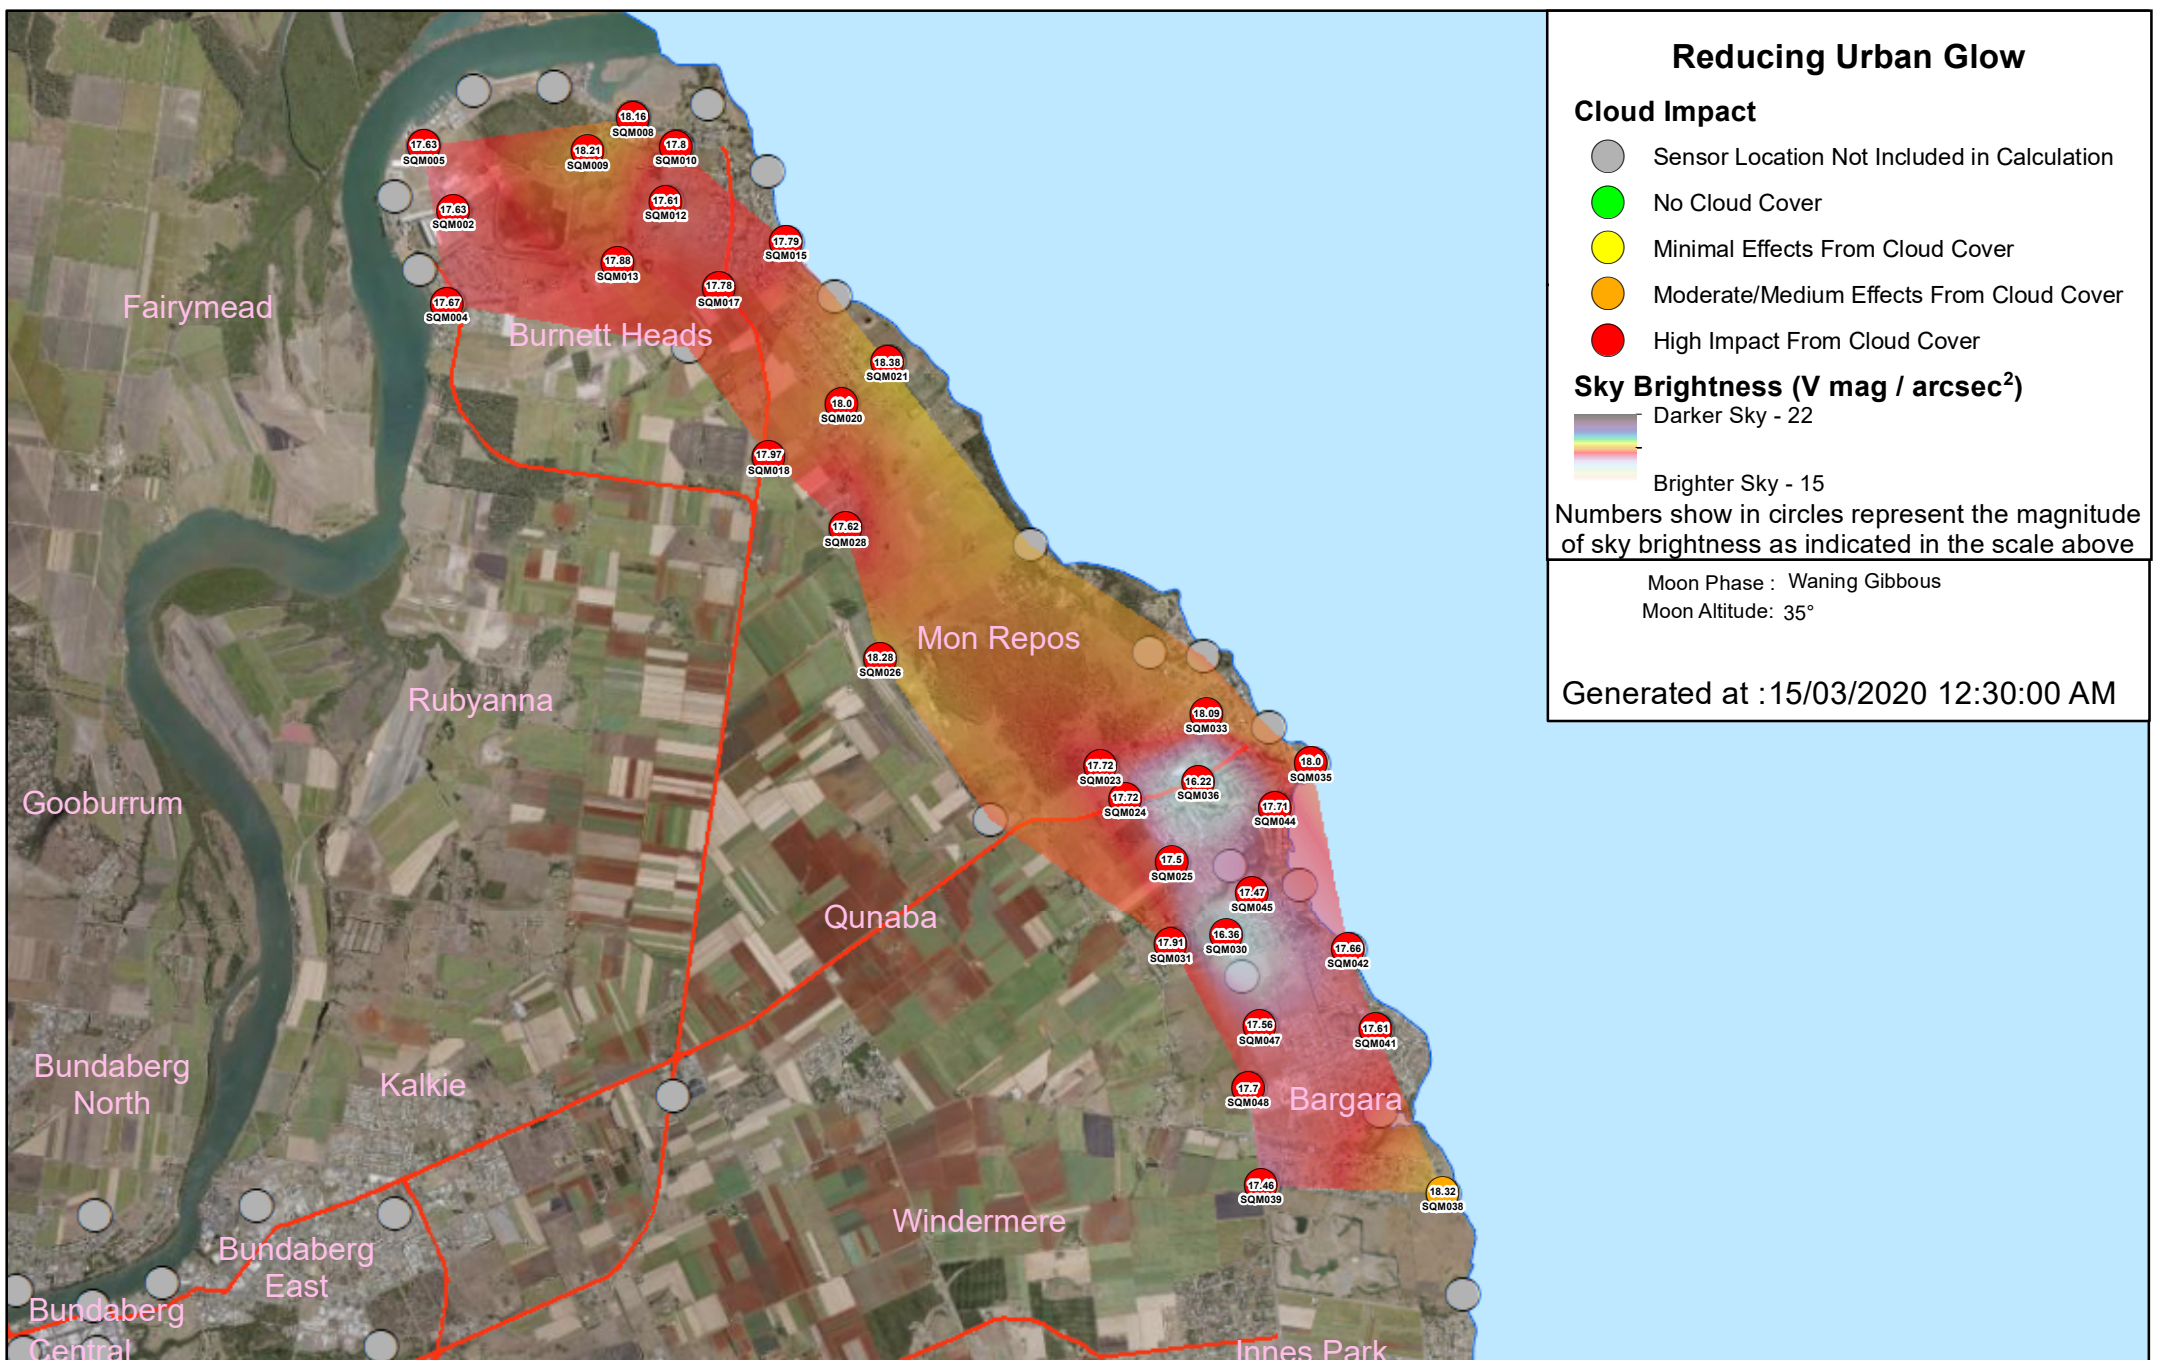 Reducing Urban Glow
Cloud Impact
Sensor Location Not Included in Calculation
No Cloud Cover
Minimal Effects From Cloud Cover
Moderate/Medium Effects From Cloud Cover
High Impact From Cloud Cover
Sky Brightness (V mag / arcsec²)
Darker Sky - 22
Brighter Sky - 15
Numbers show in circles represent the magnitude
of sky brightness as indicated in the scale above
Moon Phase : Waning Gibbous
Moon Altitude: 35°
Generated at :15/03/2020 12:30:00 AM
18.16
SQM008
17.63
SQM005
18.21
SQM009
17.8
SQM010
17.63
SQM002
17.61
SQM012
17.79
SQM015
17.88
SQM013
17.78
SQM017
17.67
SQM004
Fairymead
Burnett Heads
18.38
SQM021
18.0
SQM020
17.97
SQM018
17.62
SQM028
Mon Repos
18.28
SQM026
Rubyanna
18.09
SQM033
17.72
SQM023
18.0
SQM035
16.22
SQM036
17.72
SQM024
17.71
SQM044
Gooburrum
17.5
SQM025
17.47
SQM045
Qunaba
17.91
SQM031
16.36
SQM030
17.66
SQM042
17.56
SQM047
17.61
SQM041
Bundaberg
North
Kalkie
17.7
SQM048
Bargara
17.46
SQM039
18.32
SQM038
Windermere
Bundaberg
East
Bundaberg
Central
Innes Park